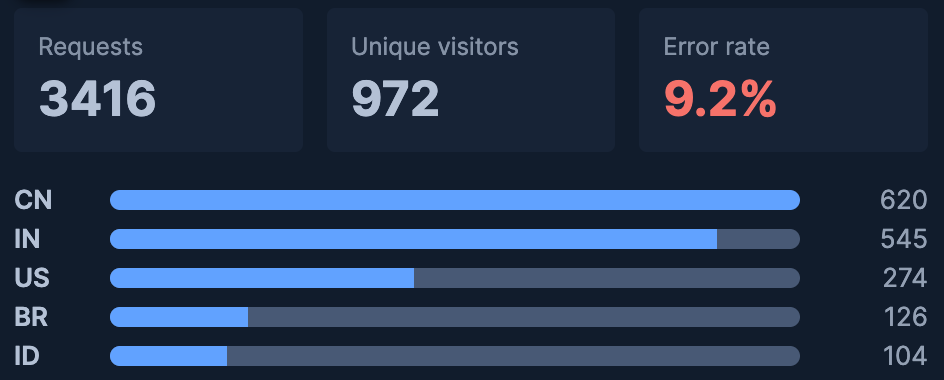 Requests Unique visitors Error rate
3416 972 9.2%
CN 620
IN 545
US 274
BR 126
ID 104